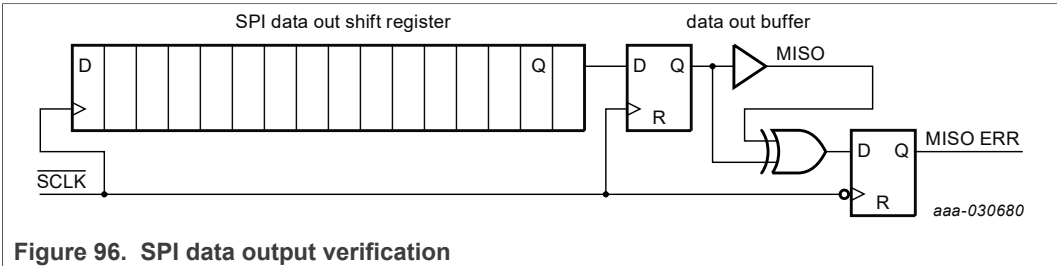 SPI data out shift register
data out buffer
D
Q
D
Q
R
MISO
D
Q
R
MISO ERR
SCLK
aaa-030680
Figure 96. SPI data output verification